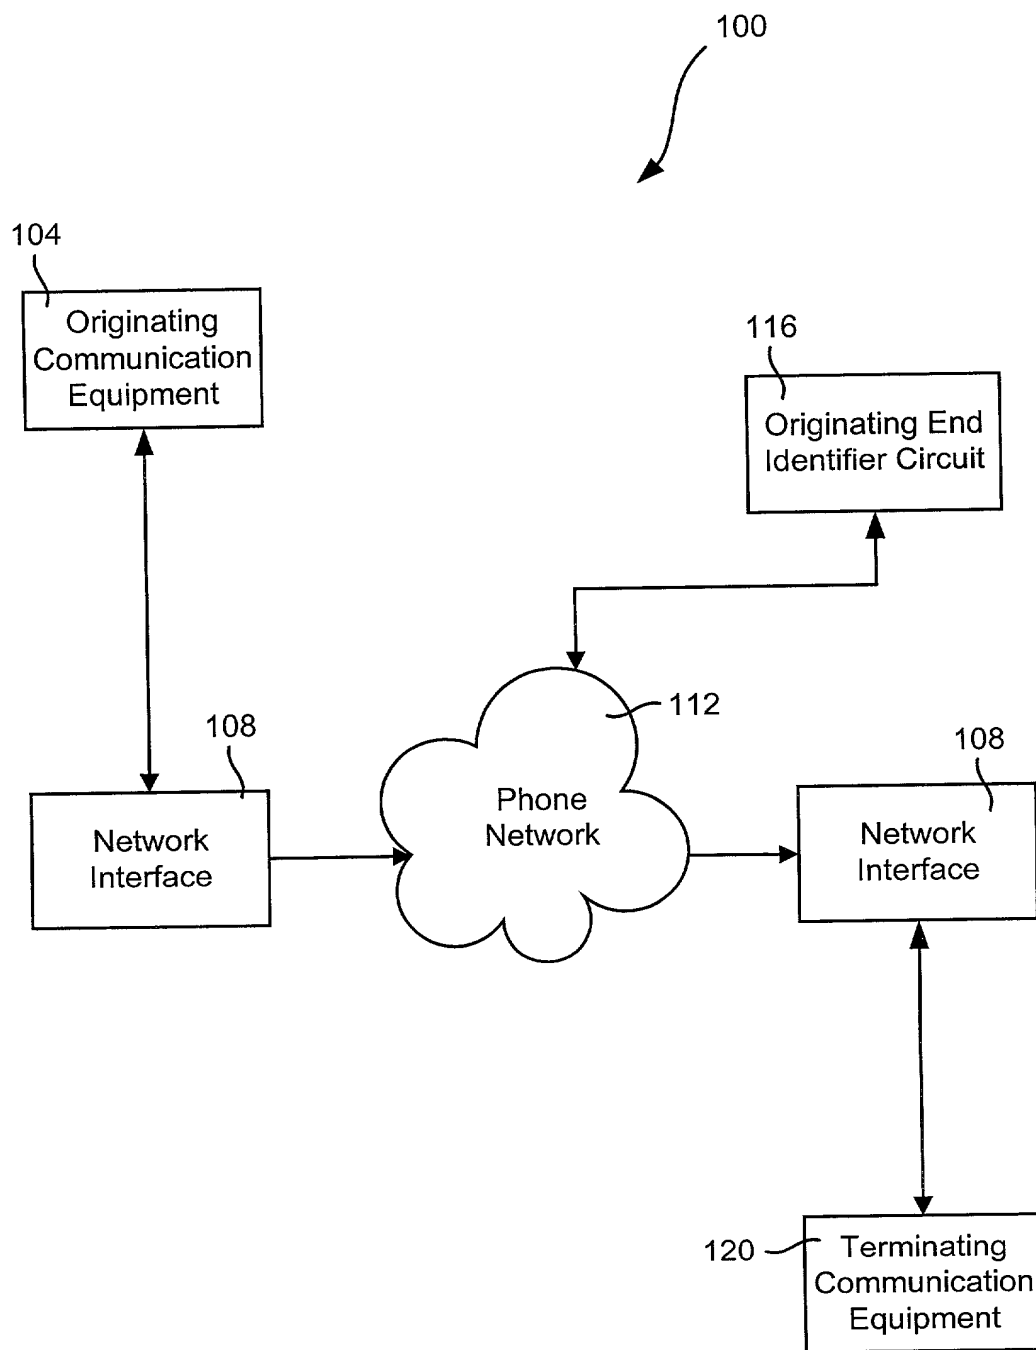 100
104
Originating
Communication
Equipment
116
Originating End
Identifier Circuit
108
Network
Interface
112
Phone
Network
108
Network
Interface
120
Terminating
Communication
Equipment